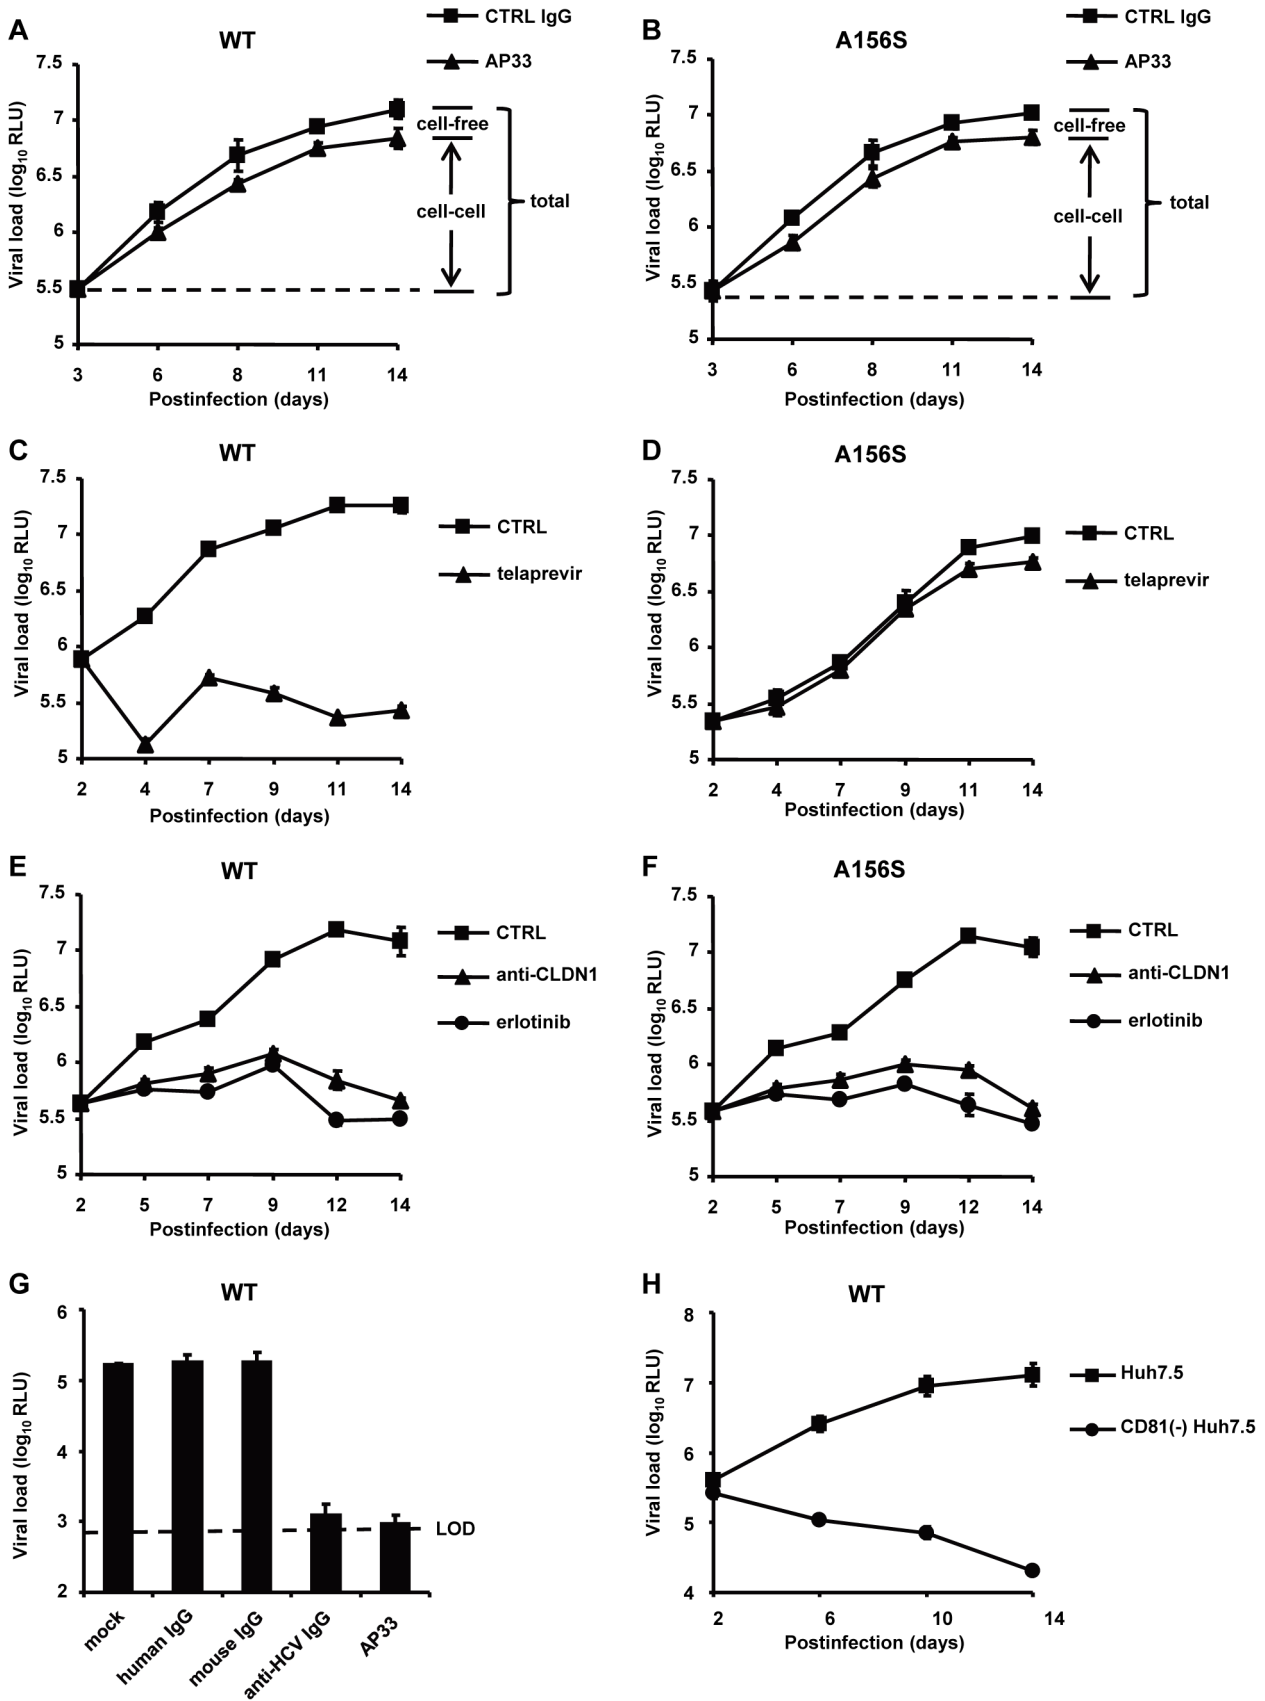 A
WT
CTRL IgG
AP33
Viral load (log10 RLU)
7.5
7
6.5
6
5.5
5
3 6 8 11 14
Postinfection (days)
cell-free
cell-cell
total
B
A156S
CTRL IgG
AP33
Viral load (log10 RLU)
7.5
7
6.5
6
5.5
5
3 6 8 11 14
Postinfection (days)
cell-free
cell-cell
total
C
WT
CTRL
telaprevir
Viral load (log10 RLU)
7.5
7
6.5
6
5.5
5
2 4 7 9 11 14
Postinfection (days)
D
A156S
CTRL
telaprevir
Viral load (log10 RLU)
7.5
7
6.5
6
5.5
5
2 4 7 9 11 14
Postinfection (days)
E
WT
CTRL
anti-CLDN1
erlotinib
Viral load (log10 RLU)
7.5
7
6.5
6
5.5
5
2 5 7 9 12 14
Postinfection (days)
F
A156S
CTRL
anti-CLDN1
erlotinib
Viral load (log10 RLU)
7.5
7
6.5
6
5.5
5
2 5 7 9 12 14
Postinfection (days)
G
WT
Viral load (log10 RLU)
6
5
4
3
2
LOD
mock
human IgG
mouse IgG
anti-HCV IgG
AP33
H
WT
Huh7.5
CD81(-) Huh7.5
Viral load (log10 RLU)
8
7
6
5
4
2 6 10 14
Postinfection (days)